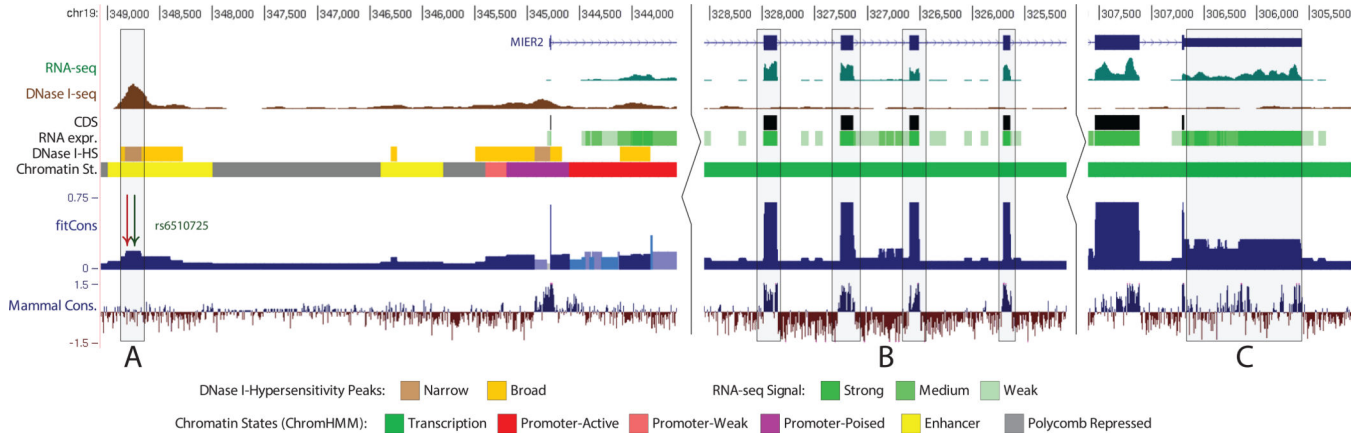 chr19: 349,000 348,500 348,000 347,500 347,000 346,500 346,000 345,500 345,000 344,500 344,000 328,500 328,000 327,500 327,000 326,500 326,000 325,500 307,500 307,000 306,500 306,000 305,500
MIER2
RNA-seq
DNase I-seq
CDS
RNA expr.
DNase I-HS
Chromatin St.
0.75
rs6510725
fitCons
0
1.5
Mammal Cons.
-1.5
A B C
DNase I-Hypersensitivity Peaks: Narrow Broad RNA-seq Signal: Strong Medium Weak
Chromatin States (ChromHMM): Transcription Promoter-Active Promoter-Weak Promoter-Poised Enhancer Polycomb Repressed